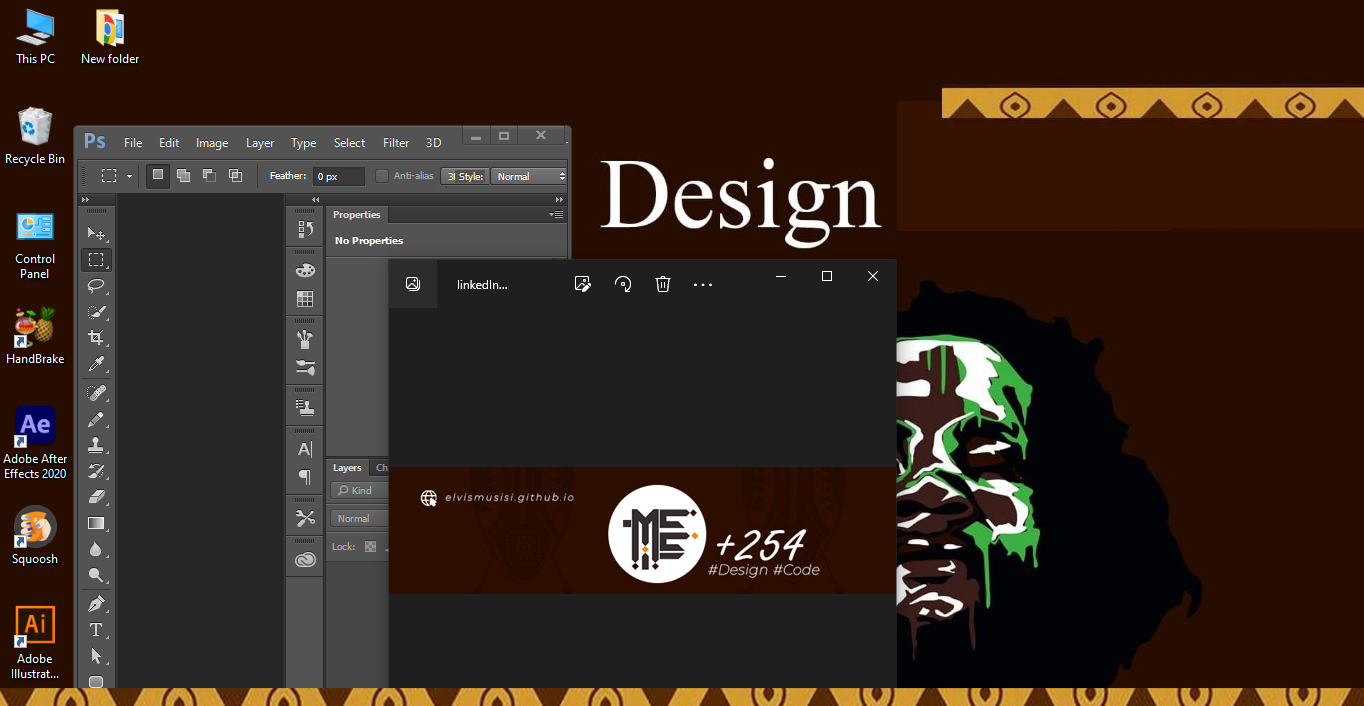 This PC
New folder
Recycle Bin
Control
Panel
HandBrake
Adobe After
Effects 2020
Squoosh
Adobe
Illustrat...
Ps
File Edit Image Layer Type Select Filter 3D
Feather: 0 px Anti-alias Style: Normal
Properties
No Properties
Layers Ch
Kind
Normal
Lock:
Design
linkedIn...
elvismusisi.github.io
+254
#Design #Code
Ae
Ai